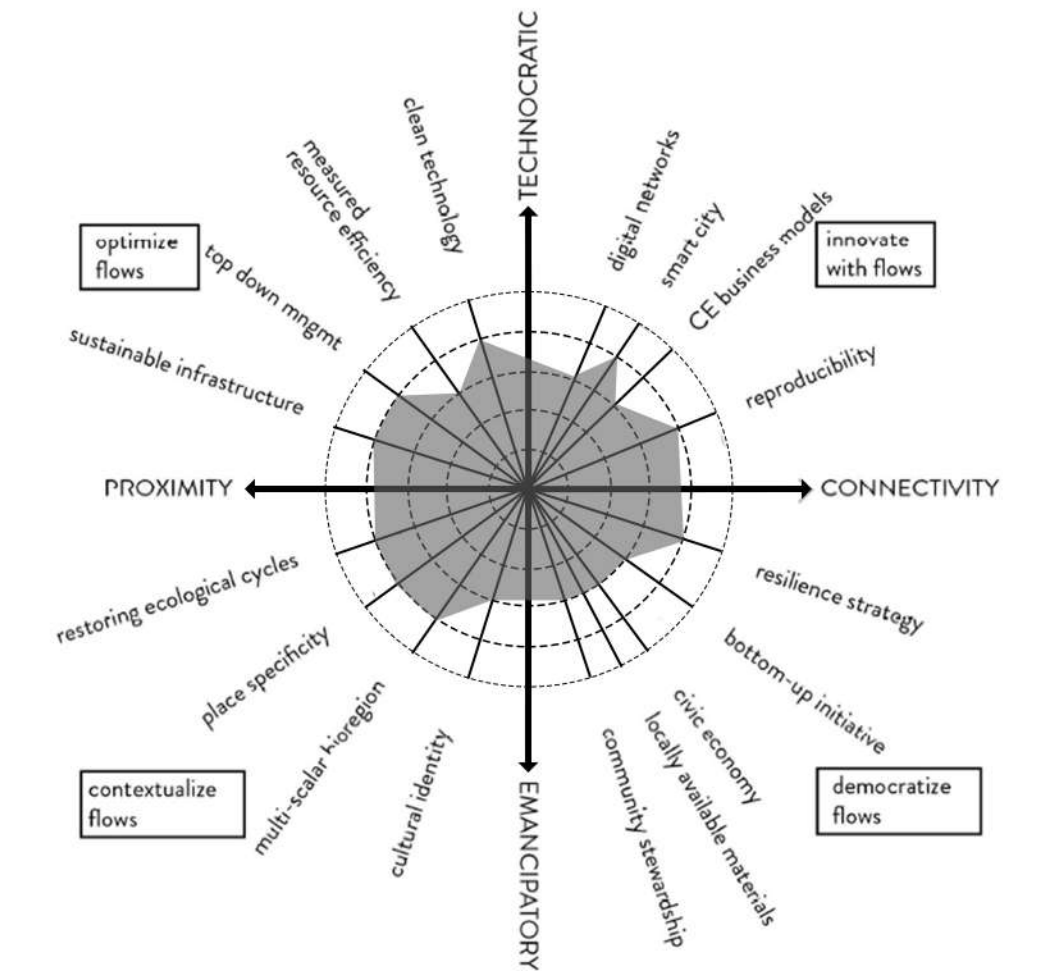 TECHNOCRATIC
clean technology
measured
resource efficiency
digital networks
smart city
CE business models
optimize
flows
top down mngmt
innovate
with flows
sustainable infrastructure
reproducibility
PROXIMITY
CONNECTIVITY
restoring ecological cycles
resilience strategy
place specificity
bottom-up initiative
multi-scalar bioregion
civic economy
locally available materials
cultural identity
community stewardship
contextualize
flows
democratize
flows
EMANCIPATORY